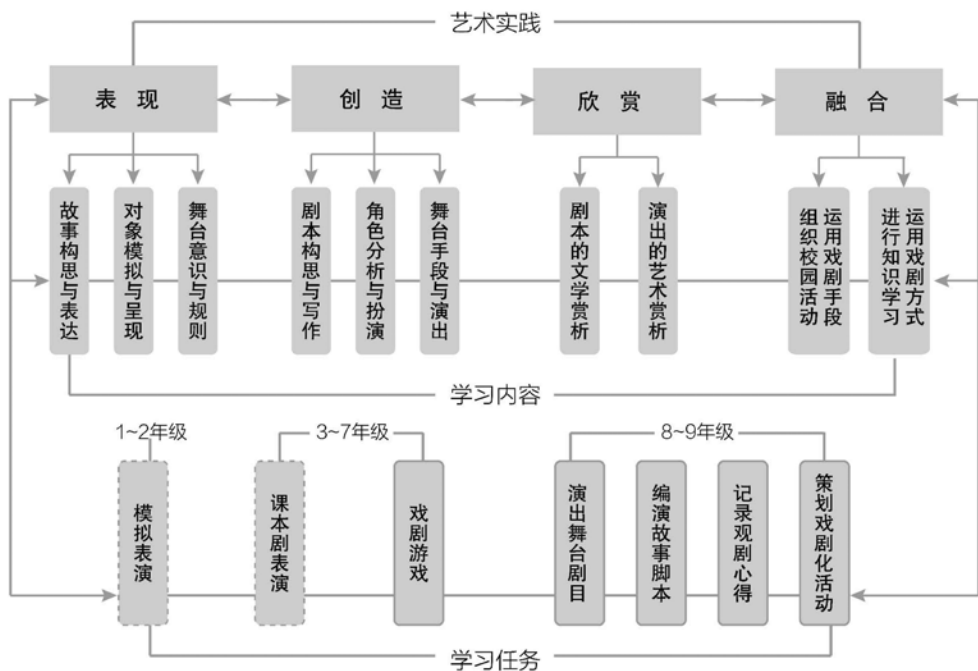 艺术实践
表 现
创 造
欣 赏
融 合
故事构思与表达
对象模拟与呈现
舞台意识与规则
剧本构思与写作
角色分析与扮演
舞台手段与演出
剧本的文学赏析
演出的艺术赏析
运用戏剧手段
组织校园活动
运用戏剧方式
进行知识学习
学习内容
1~2年级
3~7年级
8~9年级
模拟表演
课本剧表演
戏剧游戏
演出舞台剧目
编演故事脚本
记录观剧心得
策划戏剧化活动
学习任务